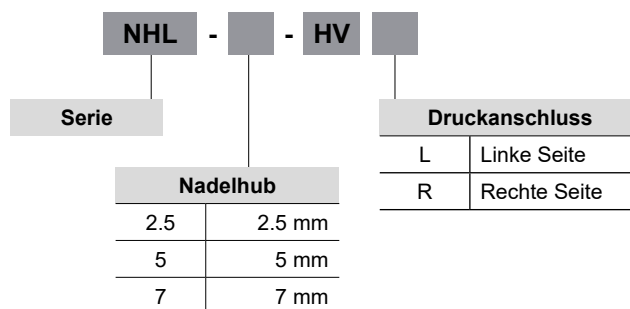 NHL - - HV
Serie
Druckanschluss
L Linke Seite
R Rechte Seite
Nadelhub
2.5 2.5 mm
5 5 mm
7 7 mm